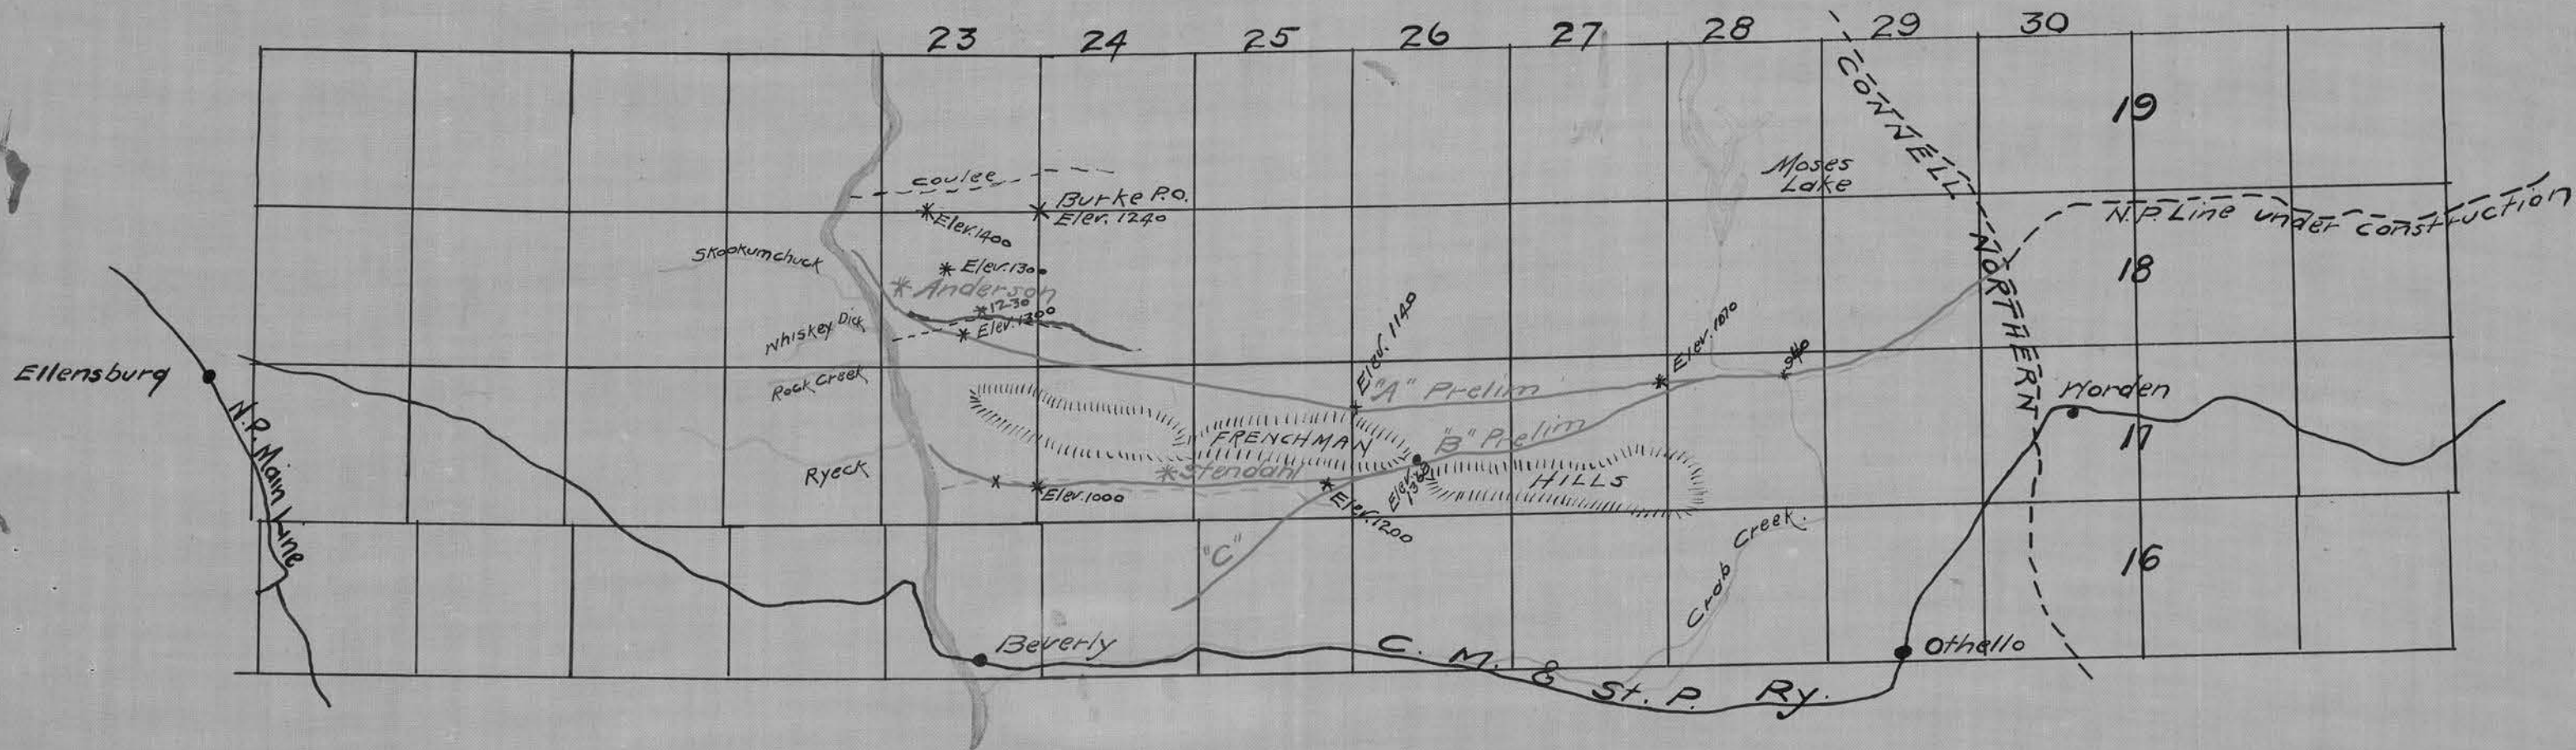 23 24 25 26 27 28 29 30
CONNELL
NORTHERN
19
Moses
Lake
coulee
Burke P.O.
Elev. 1240
Elev. 1400
N.P. Line under construction
Skookumchuck
Elev. 1300
Anderson
1230
Elev. 1300
18
Whiskey Dick
Elev. 1140
Elev. 1070
940
Ellensburg
Rock Creek
"A" Prelim
Horden
N.P. Main Line
FRENCHMAN
"B" Prelim
17
Ryeck
Stendahl
Elev. 1000
Elev.
HILLS
Elev. 1200
"C"
Crab Creek
16
Beverly
Othello
C. M. & St. P. Ry.